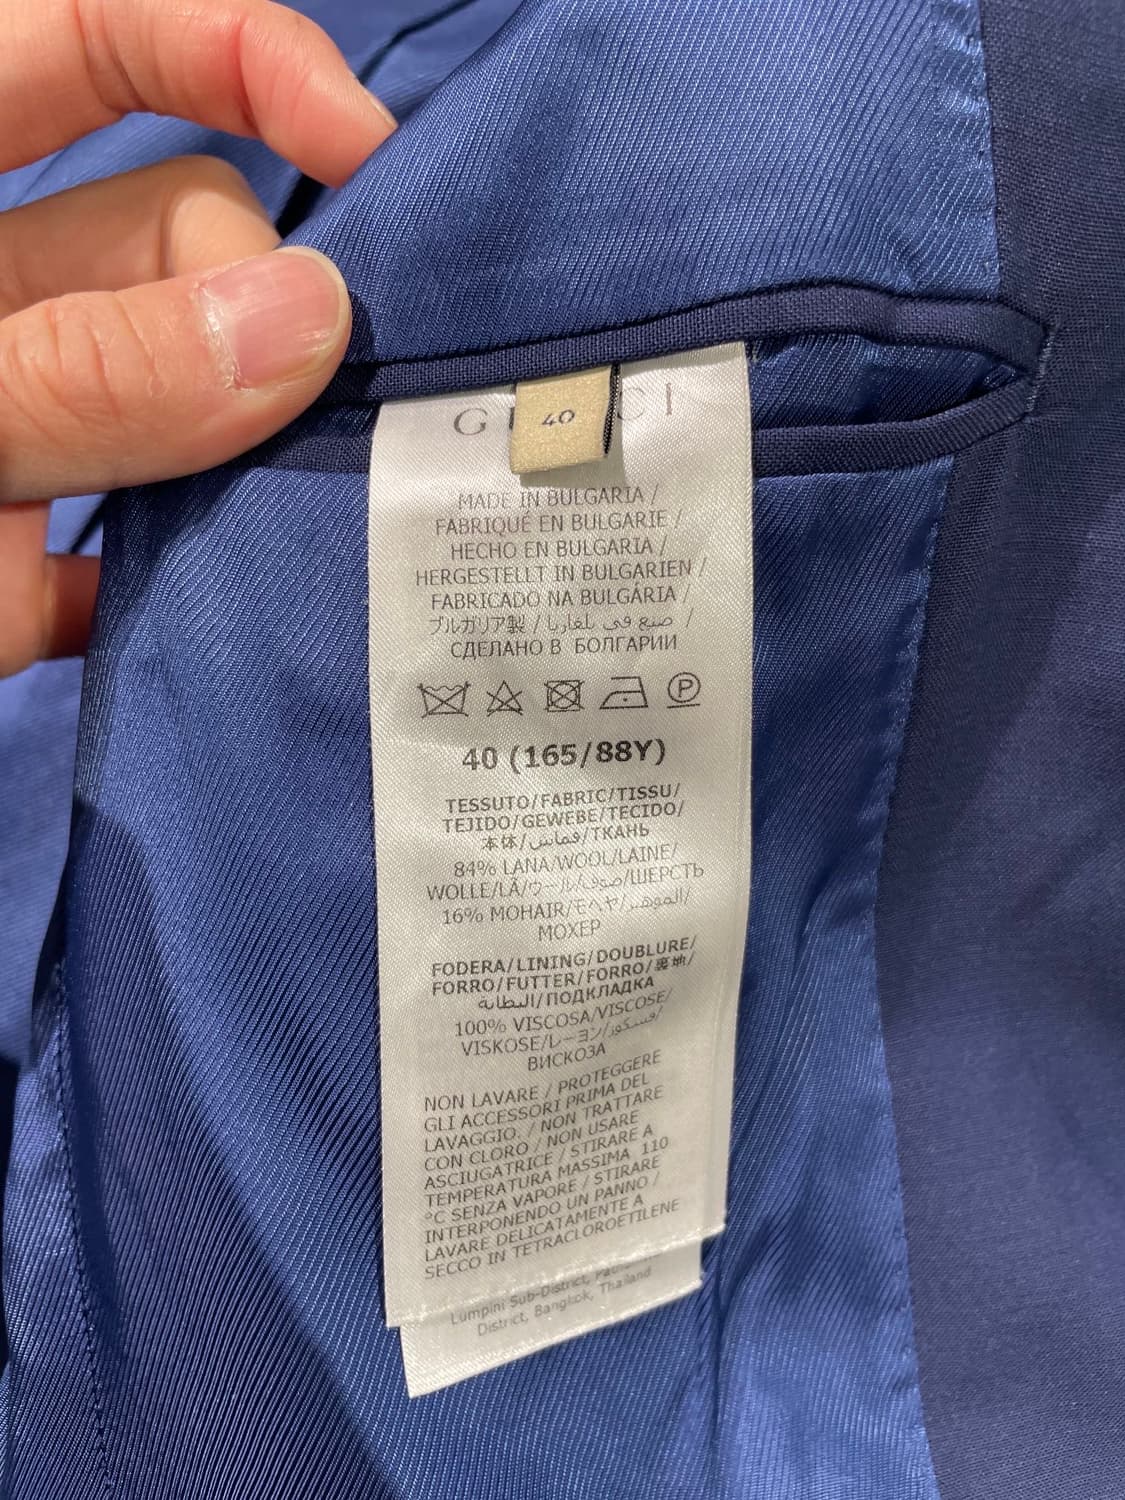 GUCCI
40
MADE IN BULGARIA /
FABRIQUÉ EN BULGARIE /
HECHO EN BULGARIA /
HERGESTELLT IN BULGARIEN /
FABRICADO NA BULGÁRIA /
ブルガリア製 / صنع في بلغاريا /
СДЕЛАНО В БОЛГАРИИ
P
40 (165/88Y)
TESSUTO/FABRIC/TISSU/
TEJIDO/GEWEBE/TECIDO/
本体/قماش/ТКАНЬ
84% LANA/WOOL/LAINE/
WOLLE/LÃ/ウール/صوف/ШЕРСТЬ
16% MOHAIR/モヘヤ/الموهير/
МОХЕР
FODERA/LINING/DOUBLURE/
FORRO/FUTTER/FORRO/裏地/
البطانة/ПОДКЛАДКА
100% VISCOSA/VISCOSE/
VISKOSE/レーヨン/فسكوز/
ВИСКОЗА
NON LAVARE / PROTEGGERE
GLI ACCESSORI PRIMA DEL
LAVAGGIO. / NON TRATTARE
CON CLORO / NON USARE
ASCIUGATRICE / STIRARE A
TEMPERATURA MASSIMA 110
°C SENZA VAPORE / STIRARE
INTERPONENDO UN PANNO /
LAVARE DELICATAMENTE A
SECCO IN TETRACLOROETILENE
Lumpini Sub-District,
District, Bangkok, Thailand